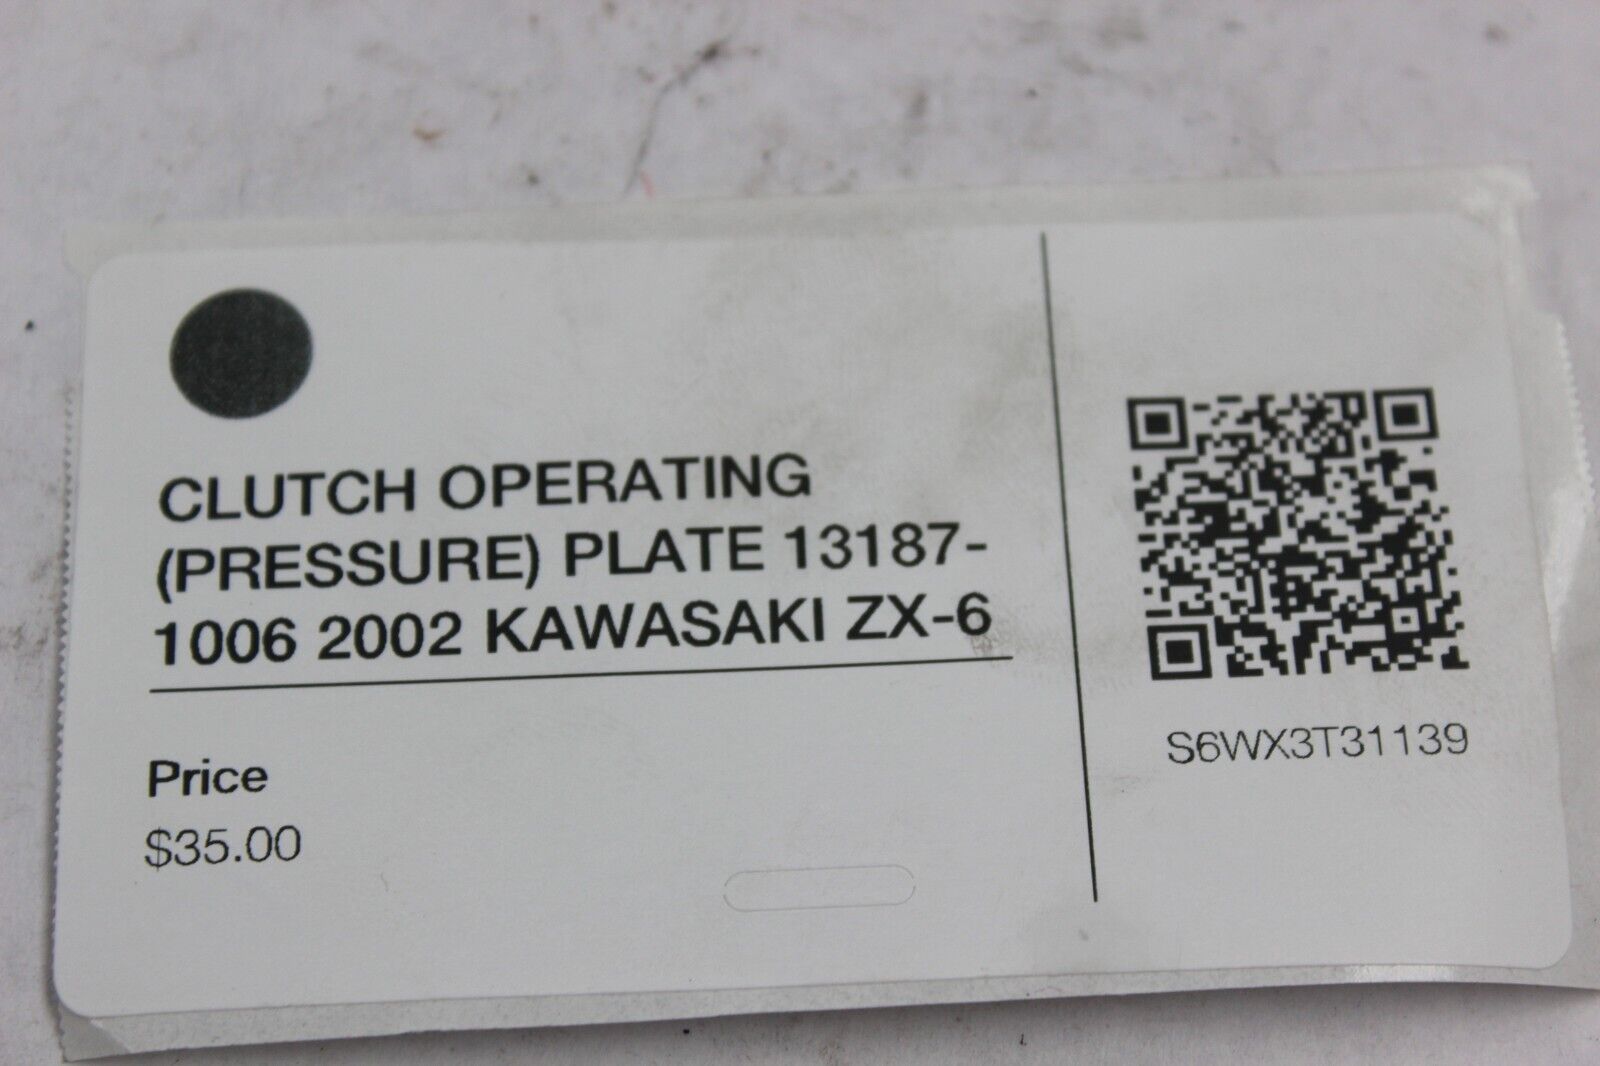 CLUTCH OPERATING
(PRESSURE) PLATE 13187-
1006 2002 KAWASAKI ZX-6
Price
$35.00
S6WX3T31139